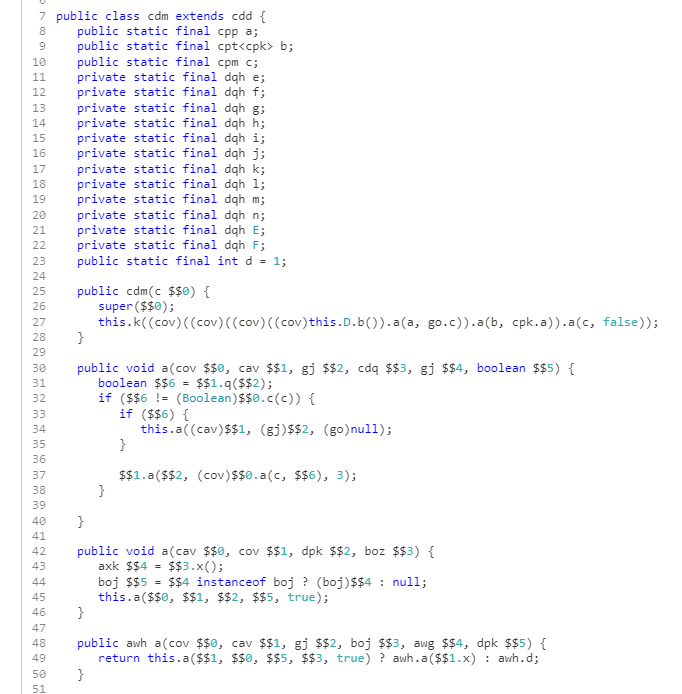 6
7 public class cdm extends cdd {
8 public static final cpp a;
9 public static final cpt<cpk> b;
10 public static final cpm c;
11 private static final dqh e;
12 private static final dqh f;
13 private static final dqh g;
14 private static final dqh h;
15 private static final dqh i;
16 private static final dqh j;
17 private static final dqh k;
18 private static final dqh l;
19 private static final dqh m;
20 private static final dqh n;
21 private static final dqh E;
22 private static final dqh F;
23 public static final int d = 1;
24
25 public cdm(c $$0) {
26 super($$0);
27 this.k((cov)((cov)((cov)((cov)this.D.b()).a(a, go.c)).a(b, cpk.a)).a(c, false));
28 }
29
30 public void a(cov $$0, cav $$1, gj $$2, cdq $$3, gj $$4, boolean $$5) {
31 boolean $$6 = $$1.q($$2);
32 if ($$6 != (Boolean)$$0.c(c)) {
33 if ($$6) {
34 this.a((cav)$$1, (gj)$$2, (go)null);
35 }
36
37 $$1.a($$2, (cov)$$0.a(c, $$6), 3);
38 }
39
40 }
41
42 public void a(cav $$0, cov $$1, dpk $$2, boz $$3) {
43 axk $$4 = $$3.x();
44 boj $$5 = $$4 instanceof boj ? (boj)$$4 : null;
45 this.a($$0, $$1, $$2, $$5, true);
46 }
47
48 public awh a(cov $$0, cav $$1, gj $$2, boj $$3, awg $$4, dpk $$5) {
49 return this.a($$1, $$0, $$5, $$3, true) ? awh.a($$1.x) : awh.d;
50 }
51